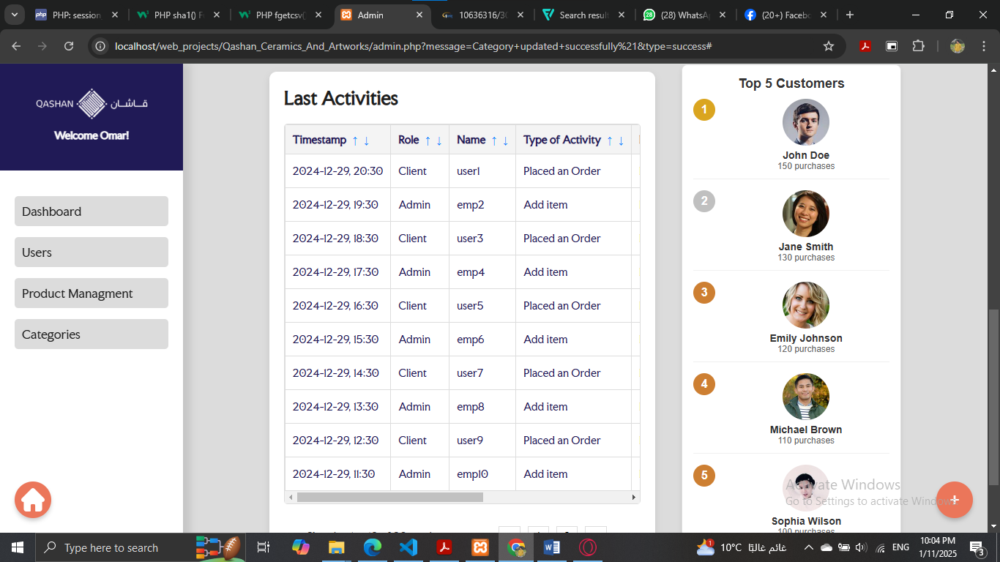 PHP: session
PHP sha1() F
PHP fgetcsv(
Admin
10636316/30
Search result
(28) WhatsA
(20+) Facebo
localhost/web_projects/Qashan_Ceramics_And_Artworks/admin.php?message=Category+updated+successfully%21&type=success#
QASHAN قاشان
Welcome Omar!
Dashboard
Users
Product Managment
Categories
Last Activities
Timestamp ↑ ↓ Role ↑ ↓ Name ↑ ↓ Type of Activity ↑ ↓
2024-12-29, 20:30 Client user1 Placed an Order
2024-12-29, 19:30 Admin emp2 Add item
2024-12-29, 18:30 Client user3 Placed an Order
2024-12-29, 17:30 Admin emp4 Add item
2024-12-29, 16:30 Client user5 Placed an Order
2024-12-29, 15:30 Admin emp6 Add item
2024-12-29, 14:30 Client user7 Placed an Order
2024-12-29, 13:30 Admin emp8 Add item
2024-12-29, 12:30 Client user9 Placed an Order
2024-12-29, 11:30 Admin emp10 Add item
Top 5 Customers
1
John Doe
150 purchases
2
Jane Smith
130 purchases
3
Emily Johnson
120 purchases
4
Michael Brown
110 purchases
5
Sophia Wilson
100 purchases
+
Activate Windows
Go to Settings to activate Windows.
Type here to search
10°C غائم غالبًا
ENG
10:04 PM
1/11/2025
3